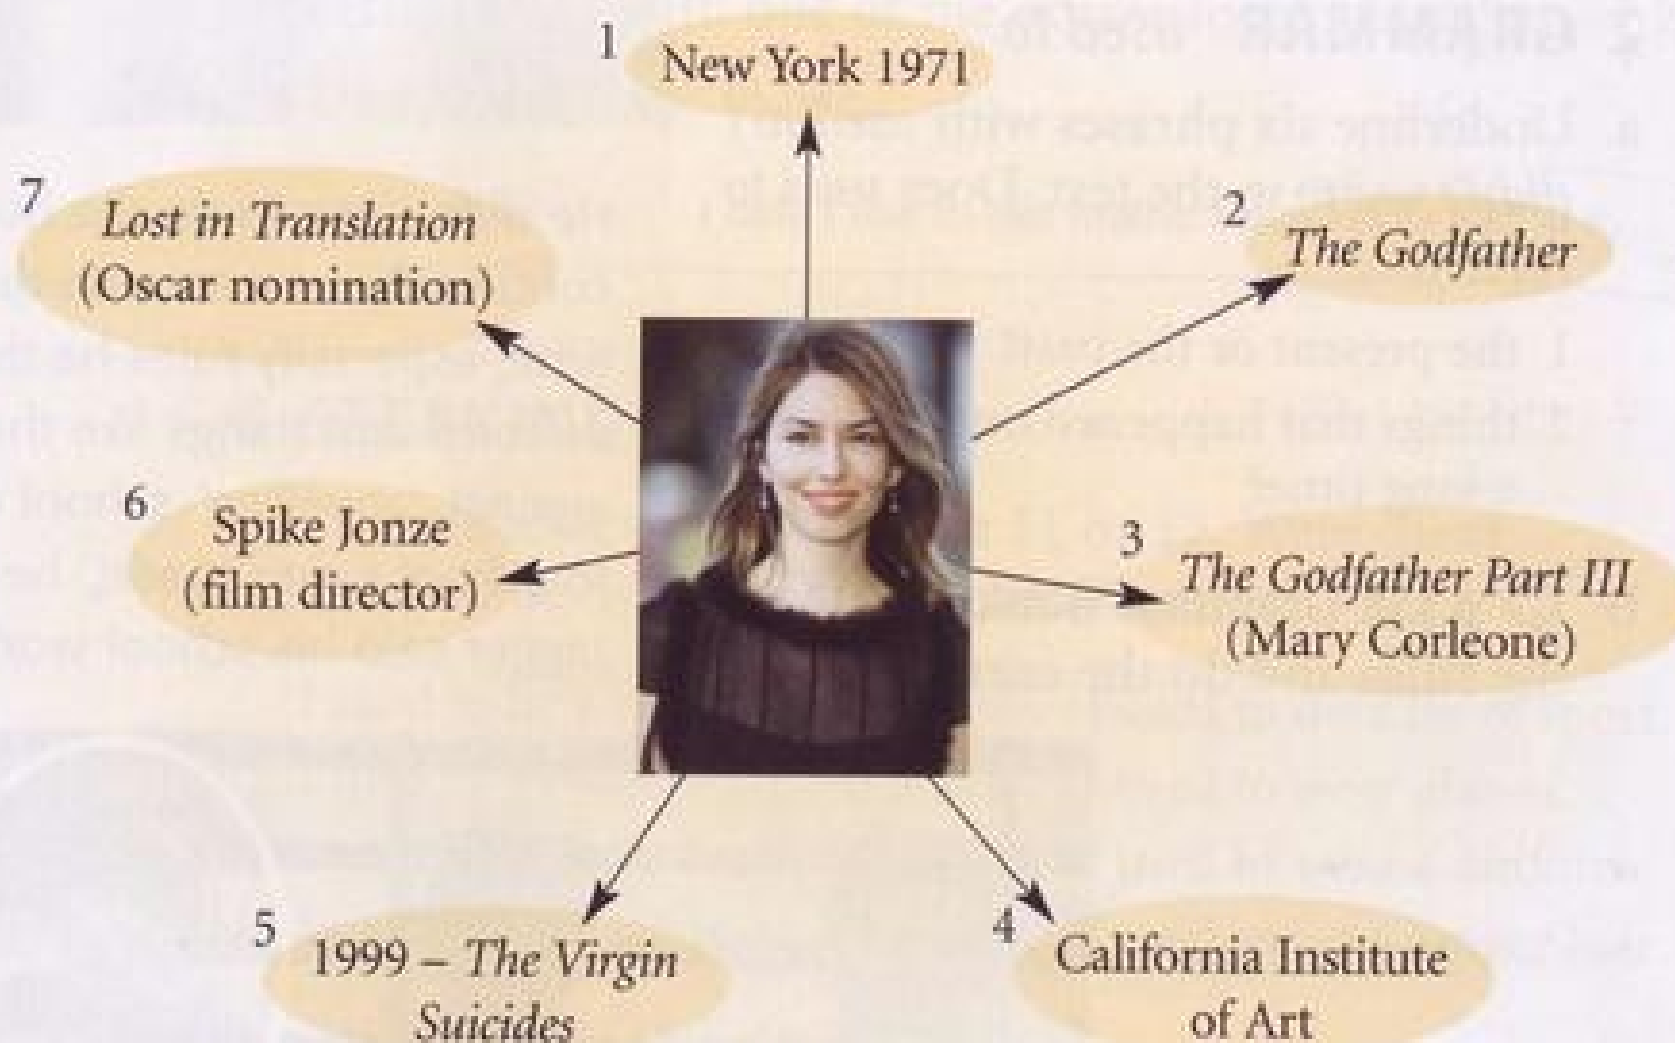 1 New York 1971
2 The Godfather
3 The Godfather Part III
(Mary Corleone)
4 California Institute
of Art
5 1999 – The Virgin
Suicides
6 Spike Jonze
(film director)
7 Lost in Translation
(Oscar nomination)